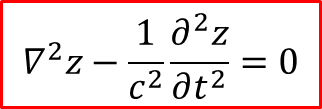 ∇²z − 1/c² ∂²z/∂t² = 0